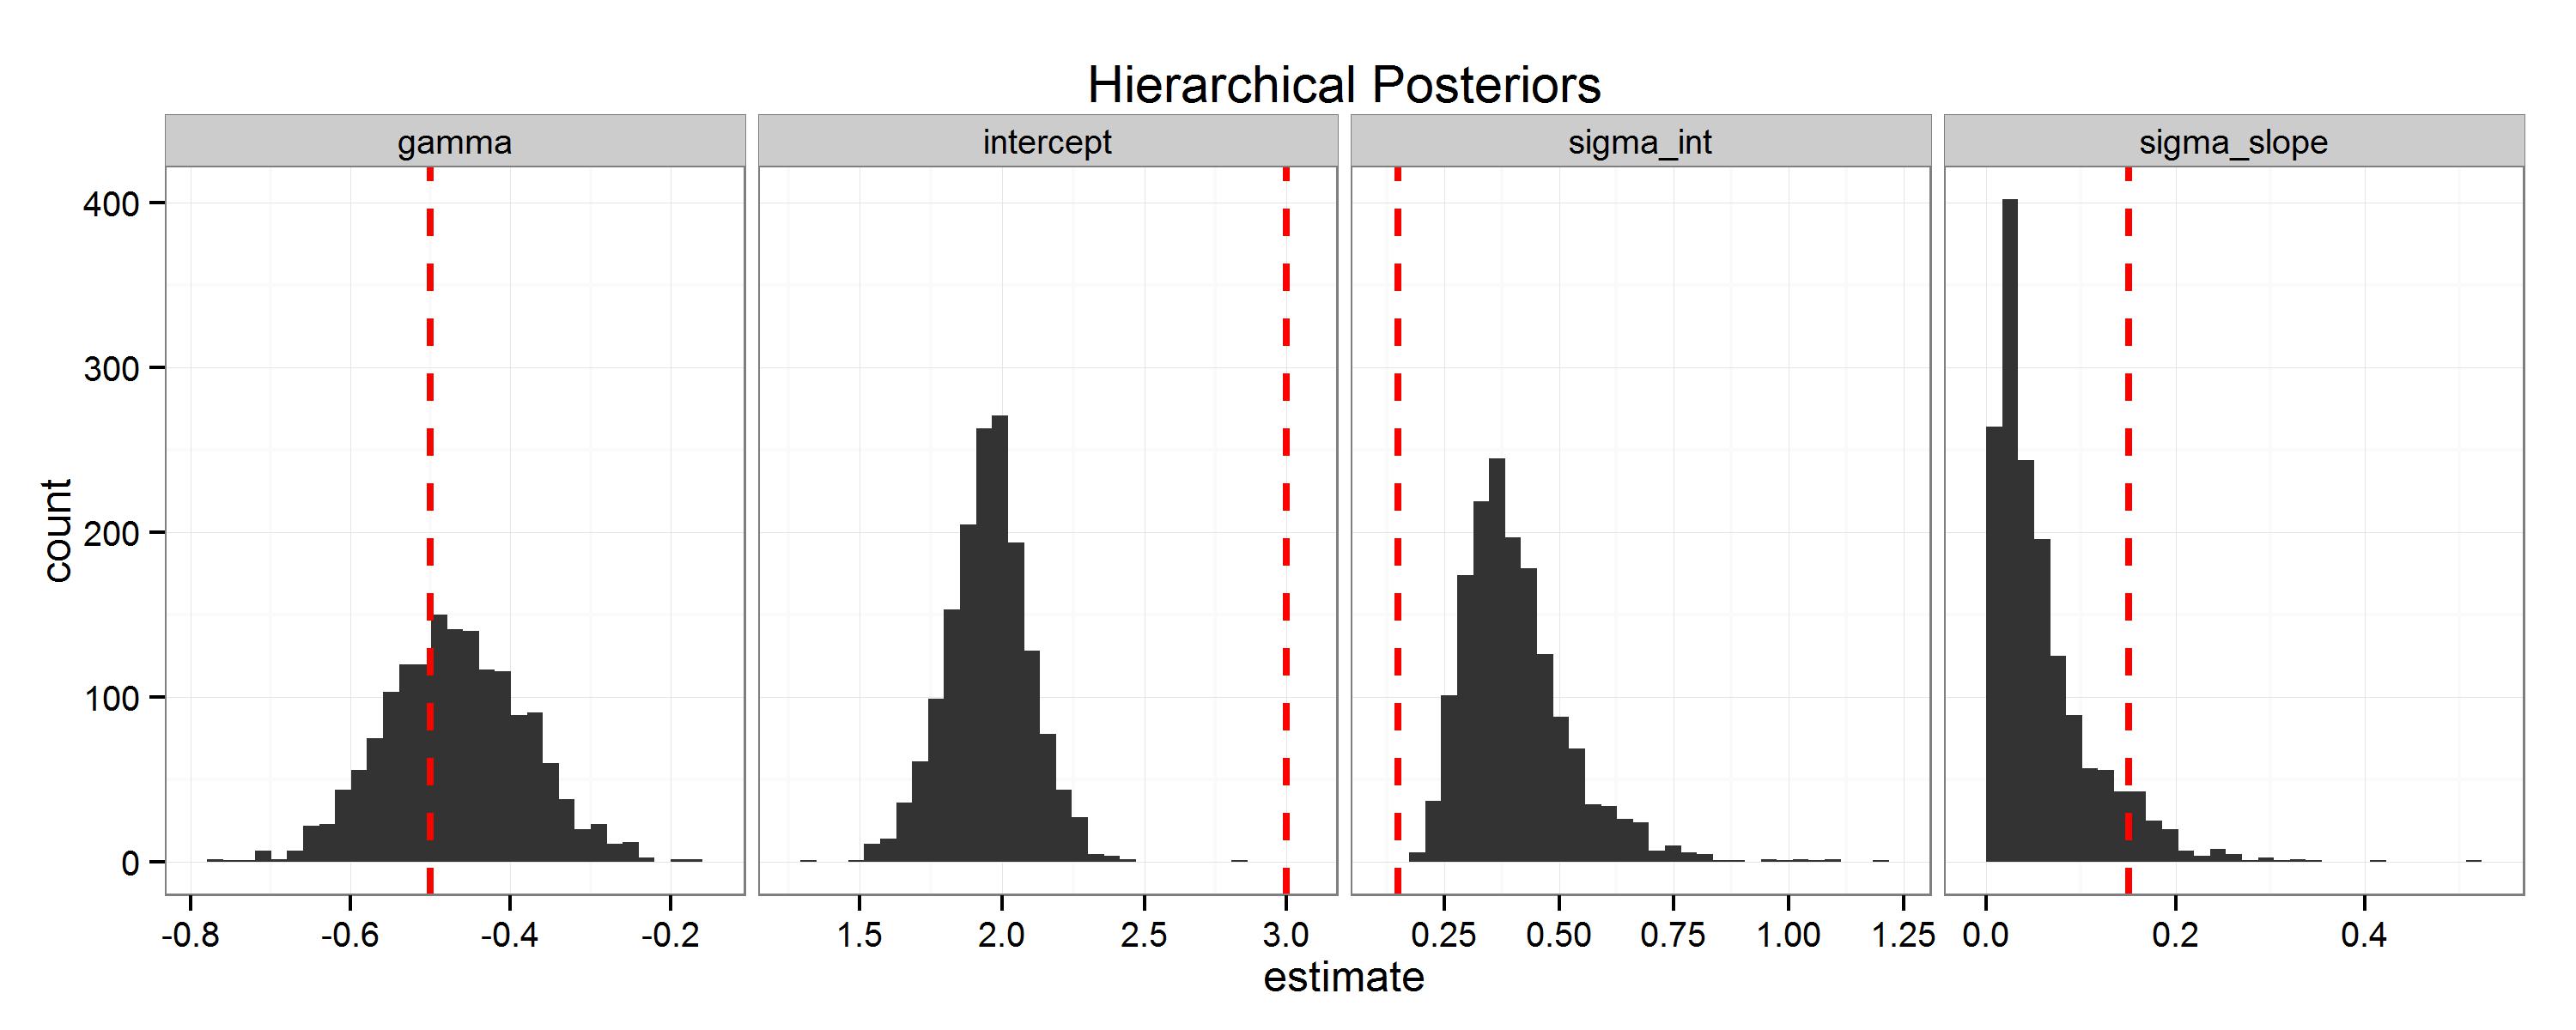 Hierarchical Posteriors
gamma intercept sigma_int sigma_slope
400
300
200
100
0
count
-0.8 -0.6 -0.4 -0.2 1.5 2.0 2.5 3.0 0.25 0.50 0.75 1.00 1.25 0.0 0.2 0.4
estimate